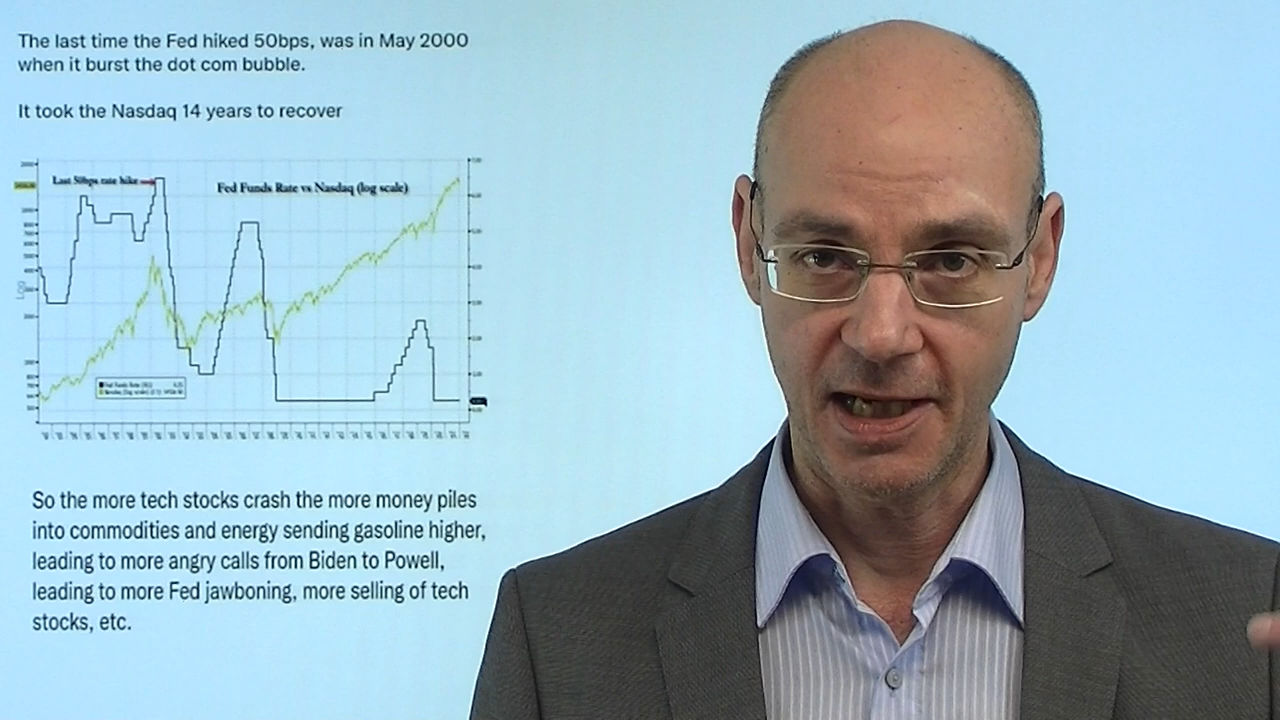 The last time the Fed hiked 50bps, was in May 2000
when it burst the dot com bubble.
It took the Nasdaq 14 years to recover
Last 50bps rate hike
Fed Funds Rate vs Nasdaq (log scale)
Log
So the more tech stocks crash the more money piles
into commodities and energy sending gasoline higher,
leading to more angry calls from Biden to Powell,
leading to more Fed jawboning, more selling of tech
stocks, etc.